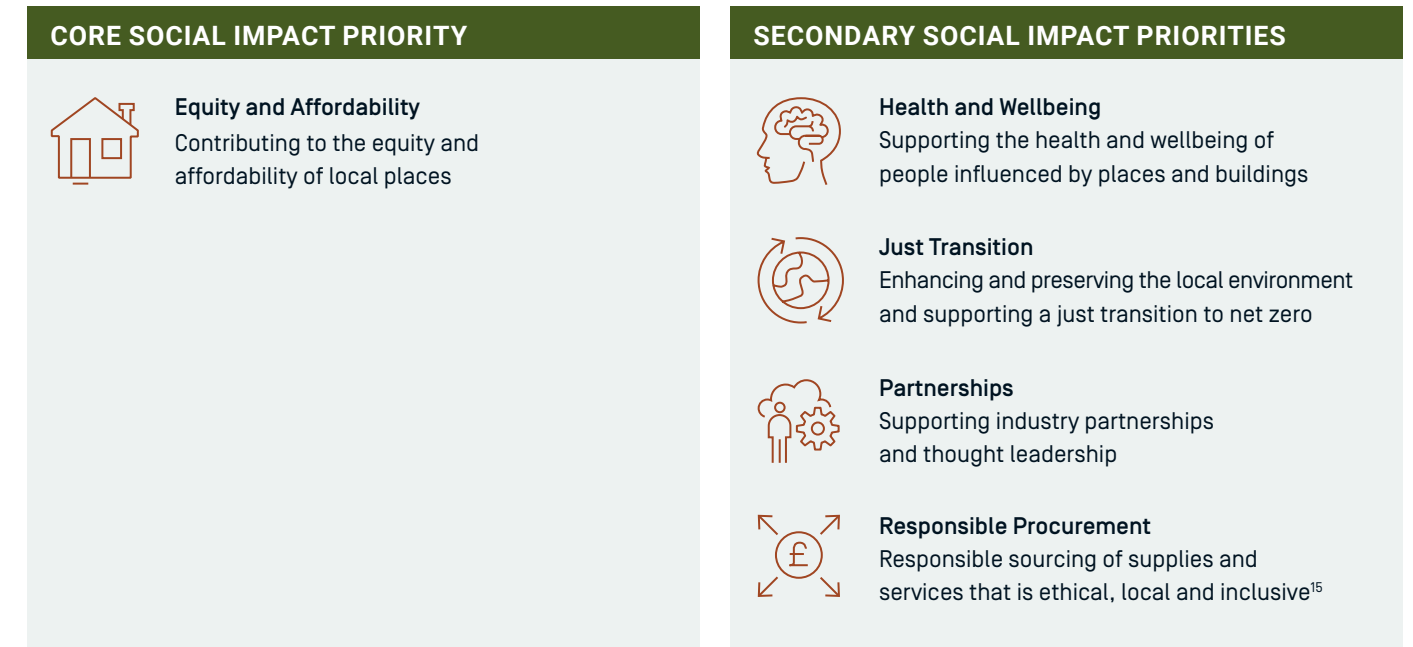 CORE SOCIAL IMPACT PRIORITY
Equity and Affordability
Contributing to the equity and
affordability of local places
SECONDARY SOCIAL IMPACT PRIORITIES
Health and Wellbeing
Supporting the health and wellbeing of
people influenced by places and buildings
Just Transition
Enhancing and preserving the local environment
and supporting a just transition to net zero
Partnerships
Supporting industry partnerships
and thought leadership
£
Responsible Procurement
Responsible sourcing of supplies and
services that is ethical, local and inclusive¹⁵